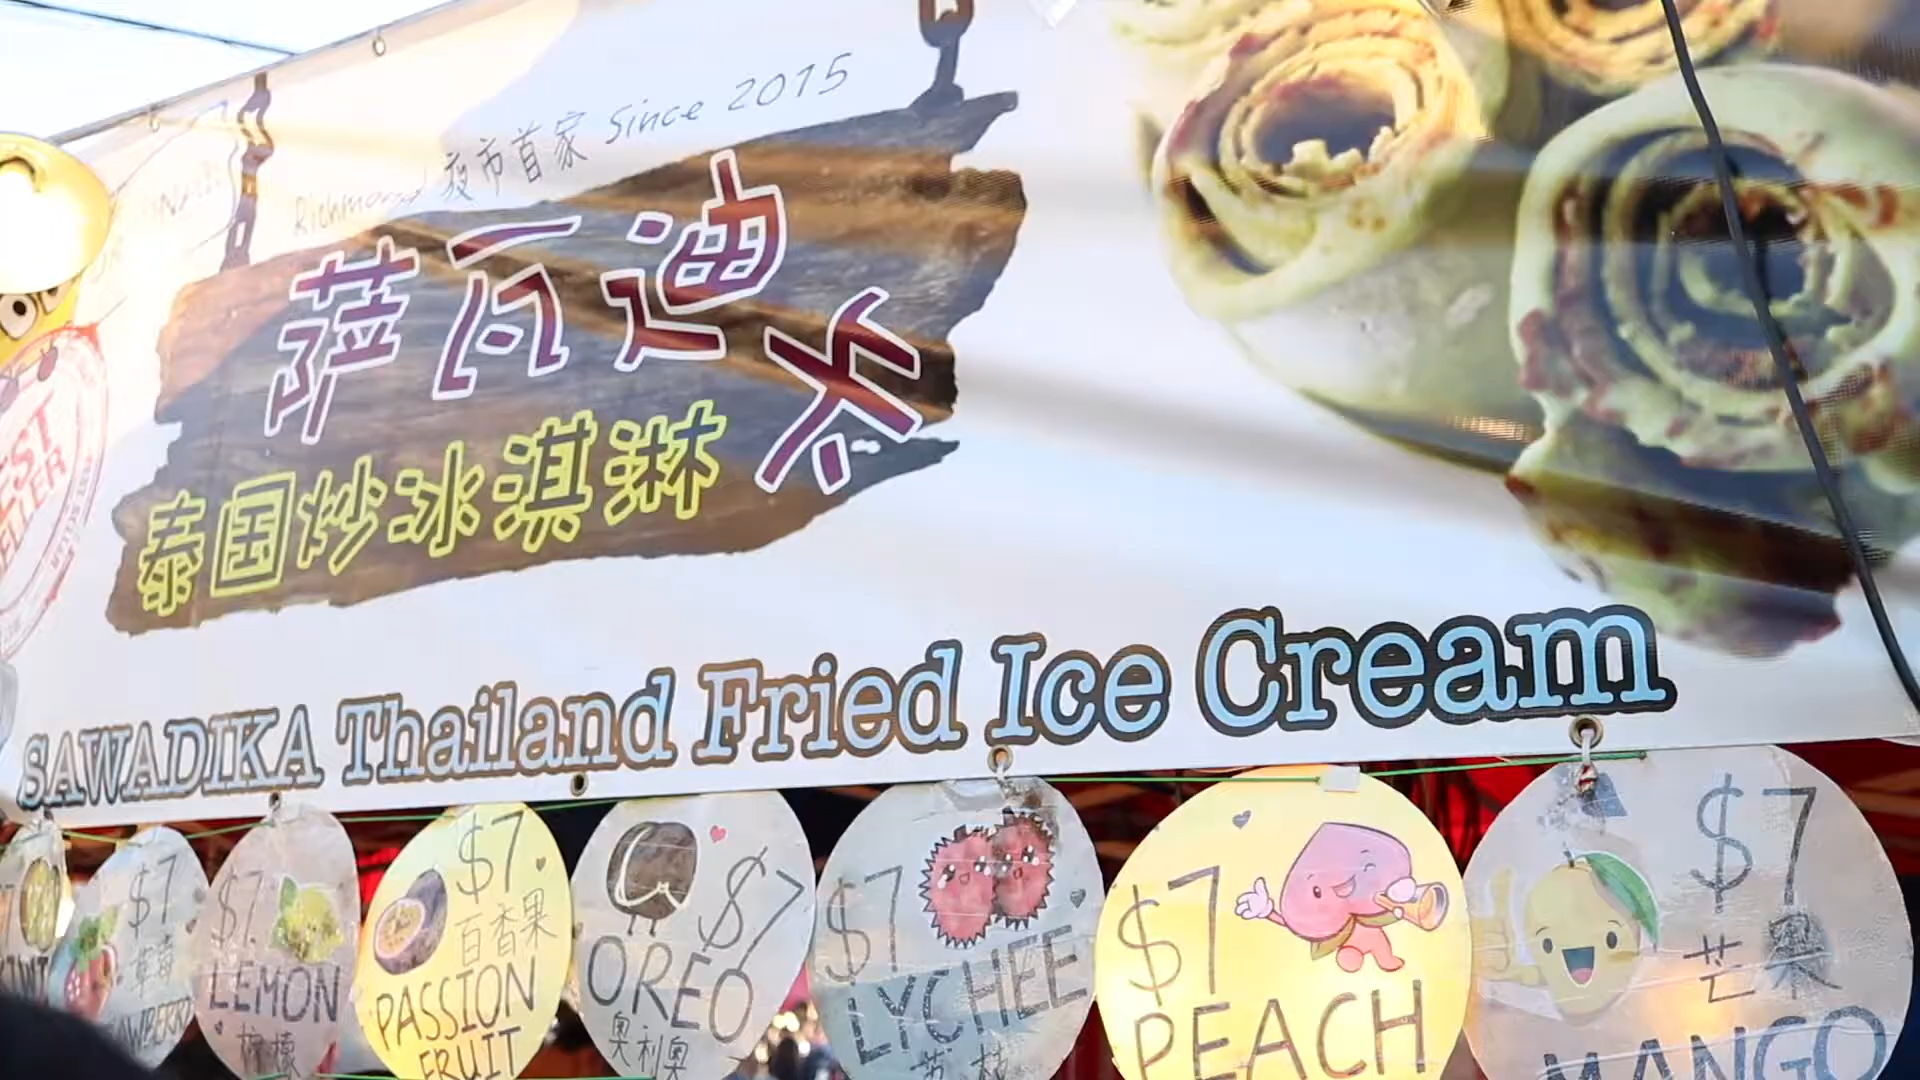 Richmond 夜市首家 Since 2015
萨瓦迪卡
泰国炒冰淇淋
BEST
SELLER
SAWADIKA Thailand Fried Ice Cream
KIWI
$7
草莓
STRAWBERRY
$7
LEMON
柠檬
$7
百香果
PASSION
FRUIT
$7
OREO
奥利奥
$7
LYCHEE
荔枝
$7
PEACH
$7
芒果
MANGO